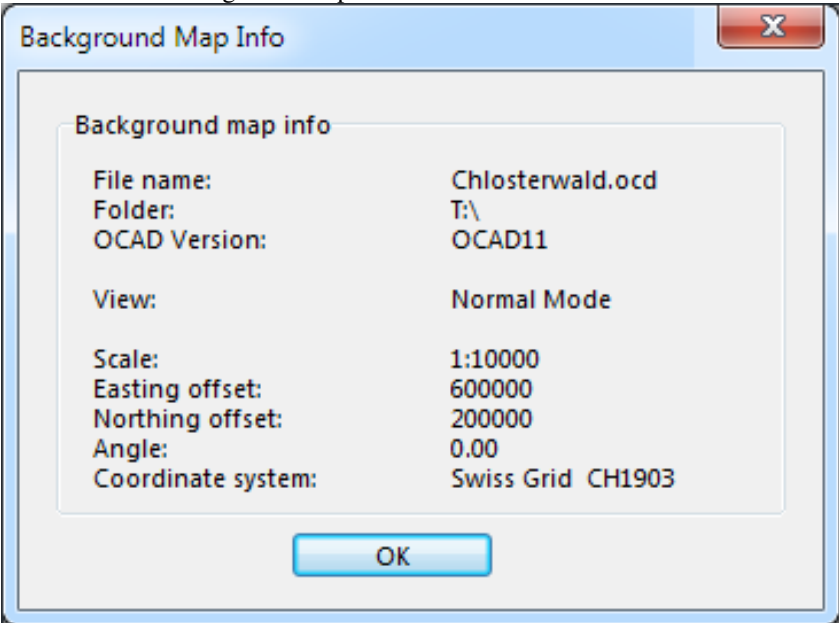 Background Map Info
Background map info
File name: Chlosterwald.ocd
Folder: T:\
OCAD Version: OCAD11
View: Normal Mode
Scale: 1:10000
Easting offset: 600000
Northing offset: 200000
Angle: 0.00
Coordinate system: Swiss Grid CH1903
OK